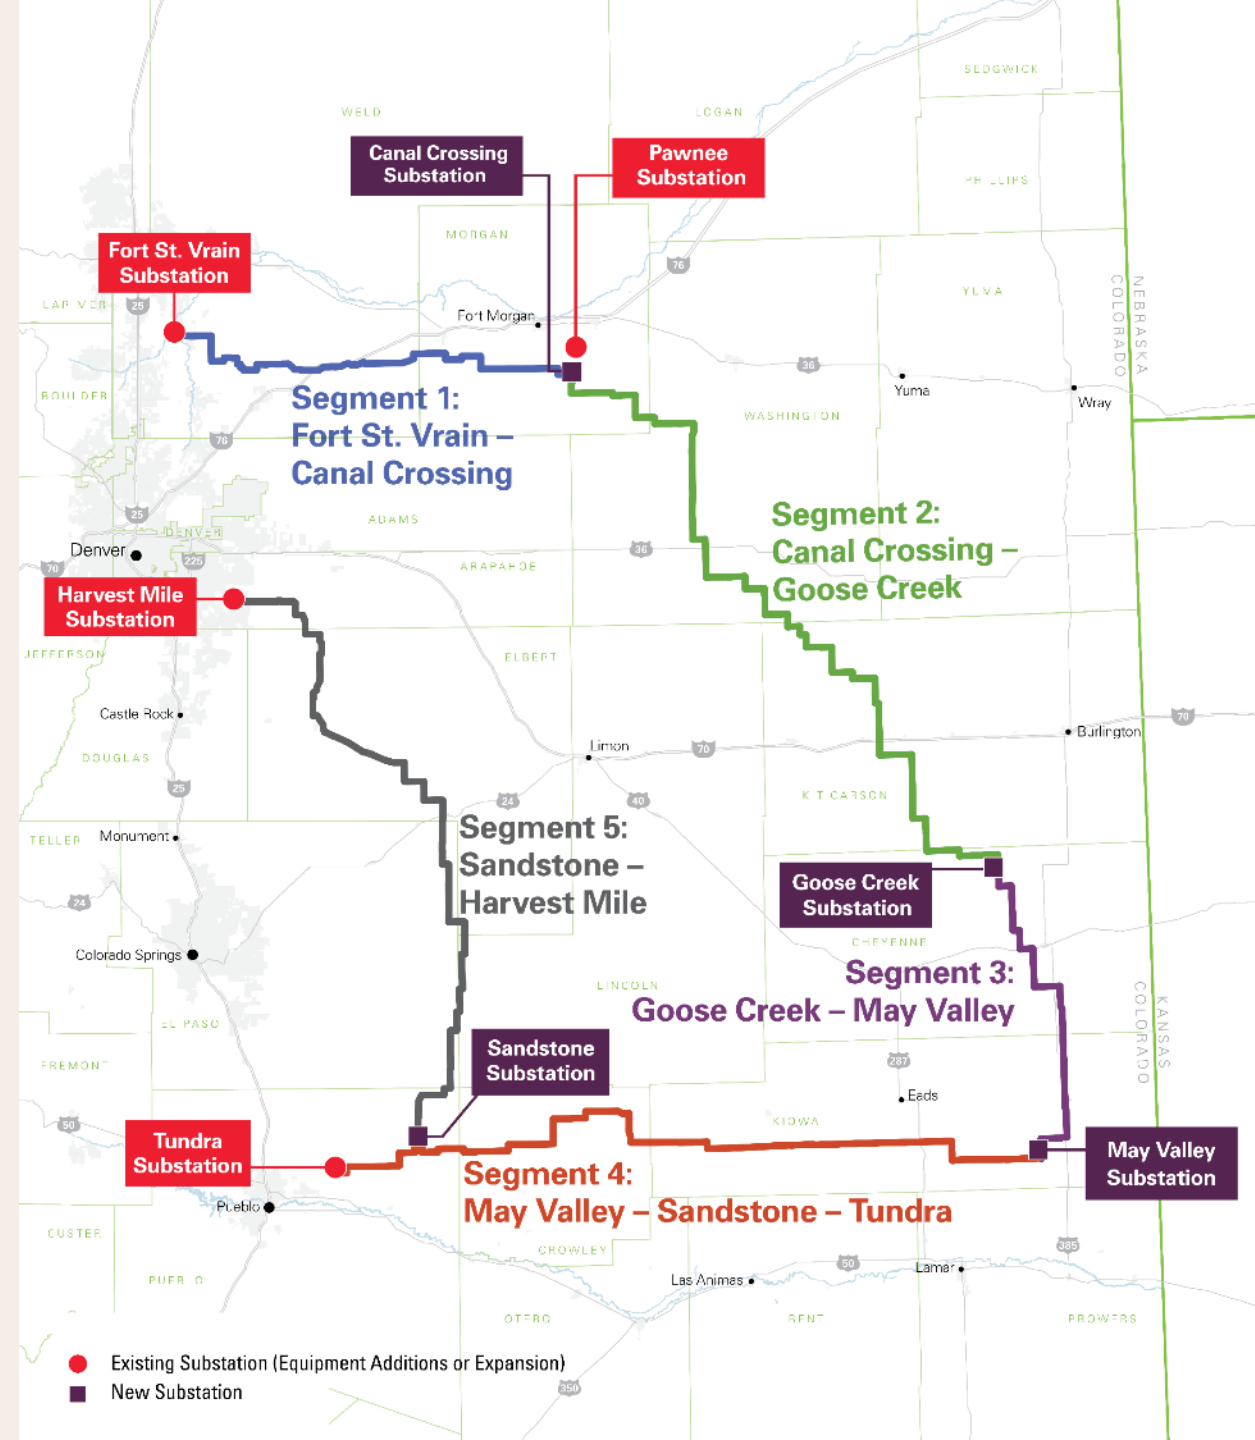 SEDGWICK
WELD
LOGAN
Canal Crossing
Substation
Pawnee
Substation
PHILLIPS
MORGAN
Fort St. Vrain
Substation
76
YUMA
LARIMER
25
NEBRASKA
COLORADO
Fort Morgan
36
Yuma
Wray
BOULDER
Segment 1:
Fort St. Vrain –
Canal Crossing
WASHINGTON
76
25
DENVER
ADAMS
Segment 2:
Canal Crossing –
Goose Creek
Denver
36
225
70
ARAPAHOE
Harvest Mile
Substation
JEFFERSON
ELBERT
Castle Rock
70
Burlington
Limon
70
DOUGLAS
25
24
40
KIT CARSON
TELLER
Monument
Segment 5:
Sandstone –
Harvest Mile
Goose Creek
Substation
24
CHEYENNE
Colorado Springs
Segment 3:
Goose Creek – May Valley
LINCOLN
KANSAS
COLORADO
EL PASO
Sandstone
Substation
FREMONT
287
Eads
50
KIOWA
Tundra
Substation
May Valley
Substation
Segment 4:
May Valley – Sandstone – Tundra
Pueblo
CUSTER
CROWLEY
385
50
Las Animas
Lamar
PUEBLO
OTERO
BENT
PROWERS
Existing Substation (Equipment Additions or Expansion)
350
New Substation